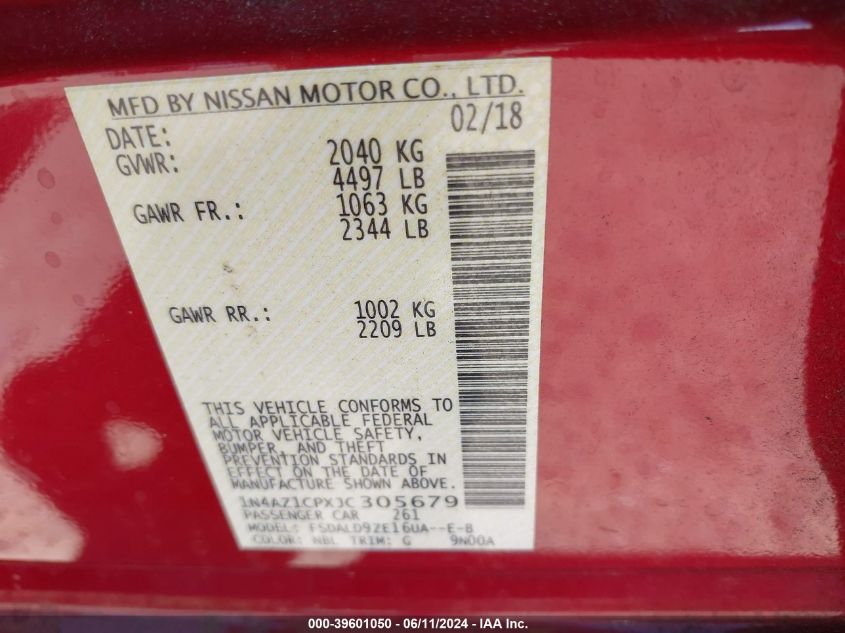 MFD BY NISSAN MOTOR CO., LTD.
DATE: 02/18
GVWR: 2040 KG
4497 LB
GAWR FR.: 1063 KG
2344 LB
GAWR RR.: 1002 KG
2209 LB
THIS VEHICLE CONFORMS TO
ALL APPLICABLE FEDERAL
MOTOR VEHICLE SAFETY,
BUMPER, AND THEFT
PREVENTION STANDARDS IN
EFFECT ON THE DATE OF
MANUFACTURE SHOWN ABOVE.
1N4AZ1CPXJC305679
PASSENGER CAR 261
MODEL: FSDALD9ZE16UA--E-B
COLOR: NBL TRIM: G 9N00A
000-39601050 - 06/11/2024 - IAA Inc.